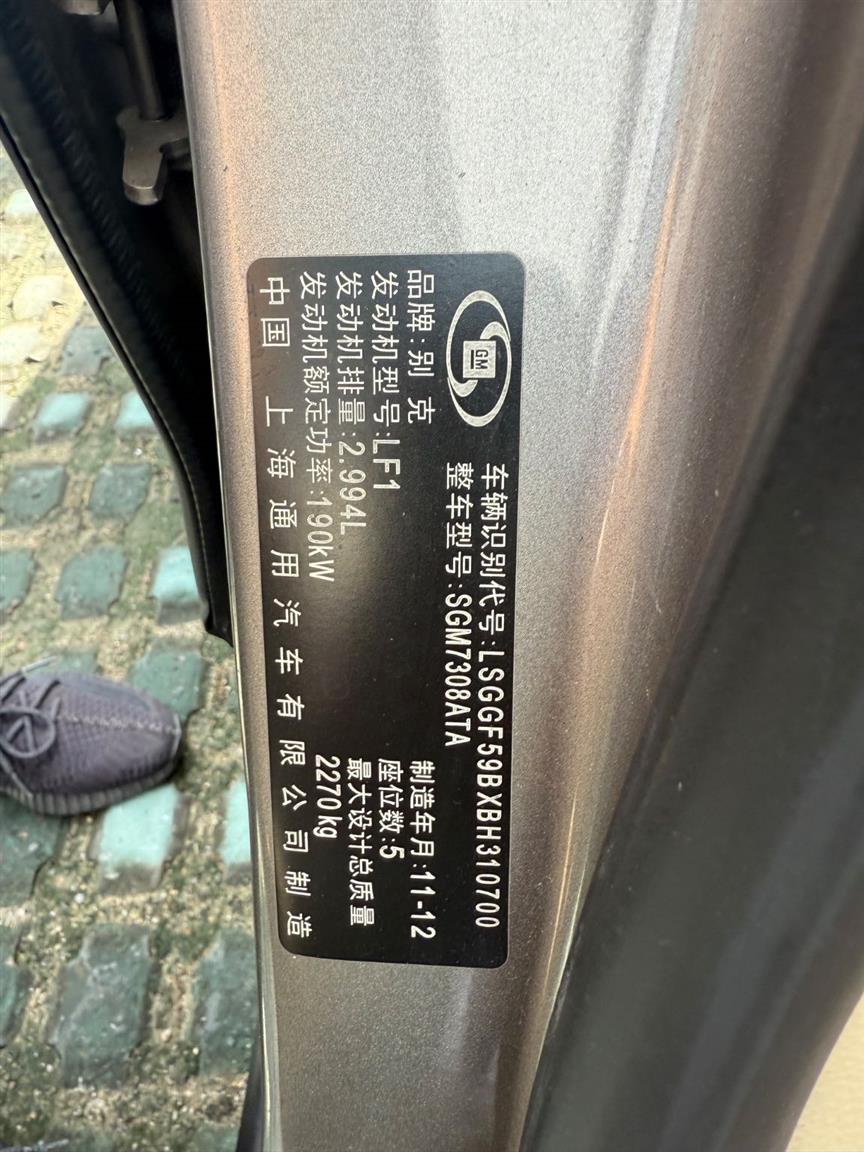 GM
车辆识别代号:LSGGF59BXBH310700
整车型号:SGM7308ATA
品牌:别克
制造年月:11-12
发动机型号:LF1
座位数:5
发动机排量:2.994L
最大设计总质量
发动机额定功率:190kW
2270kg
中国 上海通用汽车有限公司制造